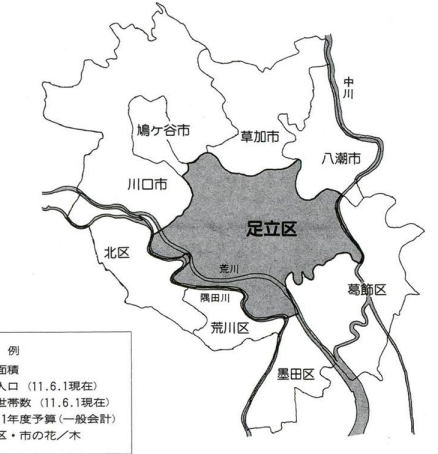 中川
鳩ケ谷市
草加市
八潮市
川口市
足立区
北区
荒川
葛飾区
隅田川
荒川区
墨田区
例
面積
人口（11.6.1現在）
世帯数（11.6.1現在）
1年度予算（一般会計）
区・市の花／木